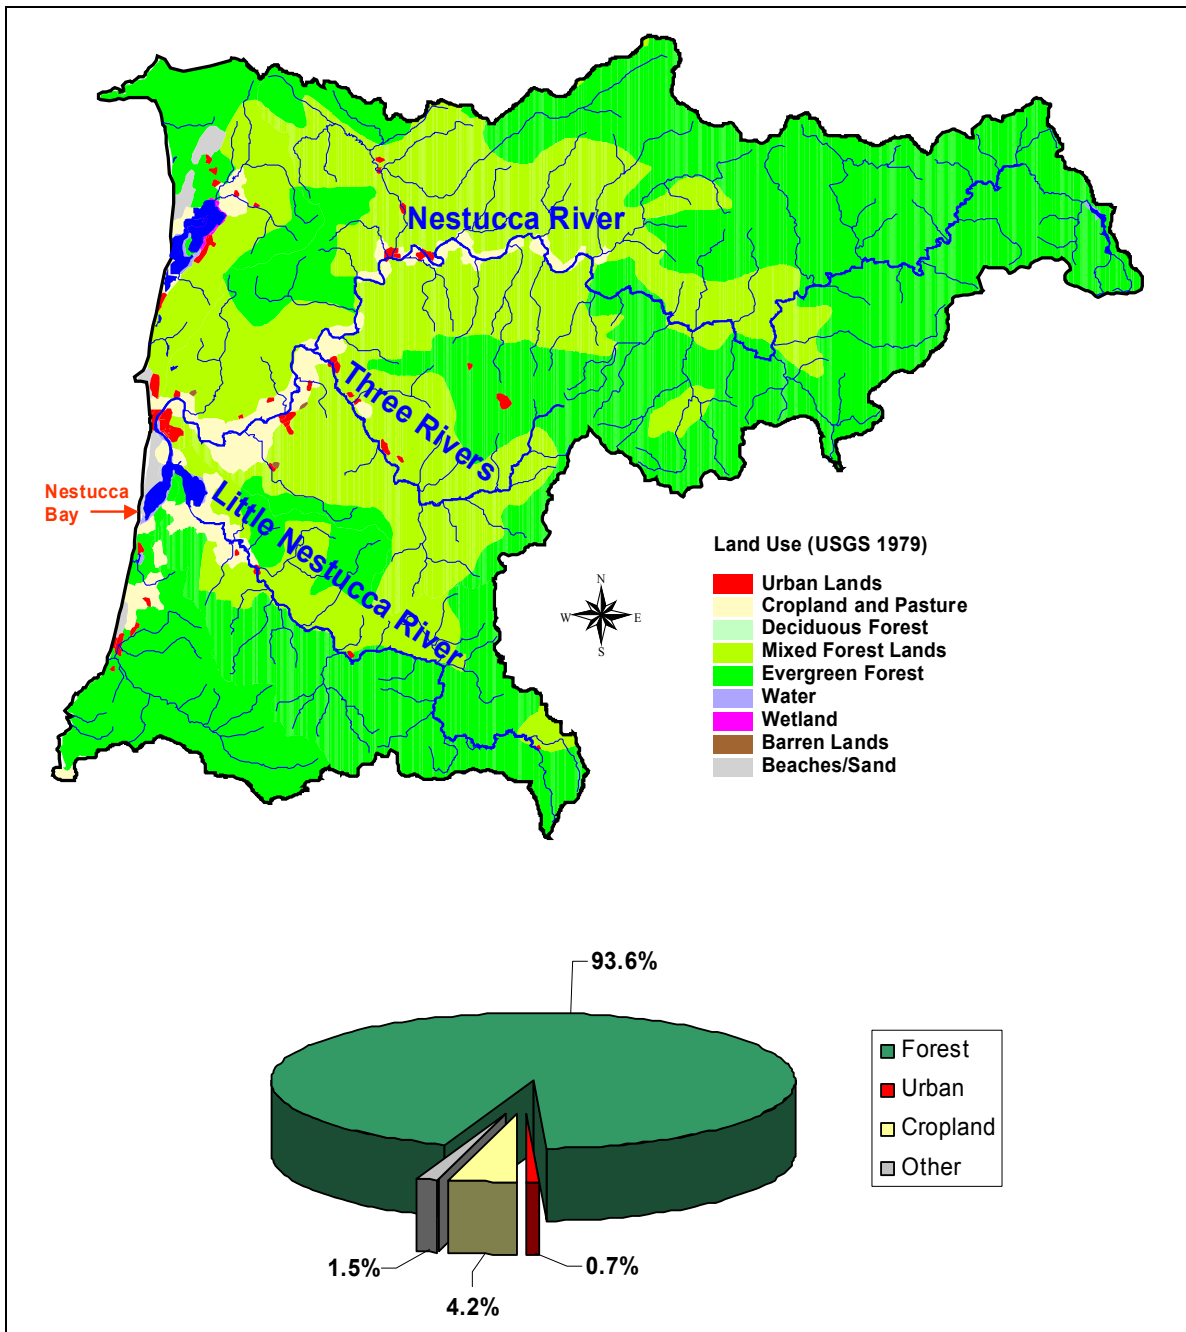 Nestucca River
Three Rivers
Nestucca
Bay
Little Nestucca River
Land Use (USGS 1979)
Urban Lands
Cropland and Pasture
Deciduous Forest
Mixed Forest Lands
Evergreen Forest
Water
Wetland
Barren Lands
Beaches/Sand
N
W
E
S
93.6%
Forest
Urban
Cropland
Other
1.5%
0.7%
4.2%